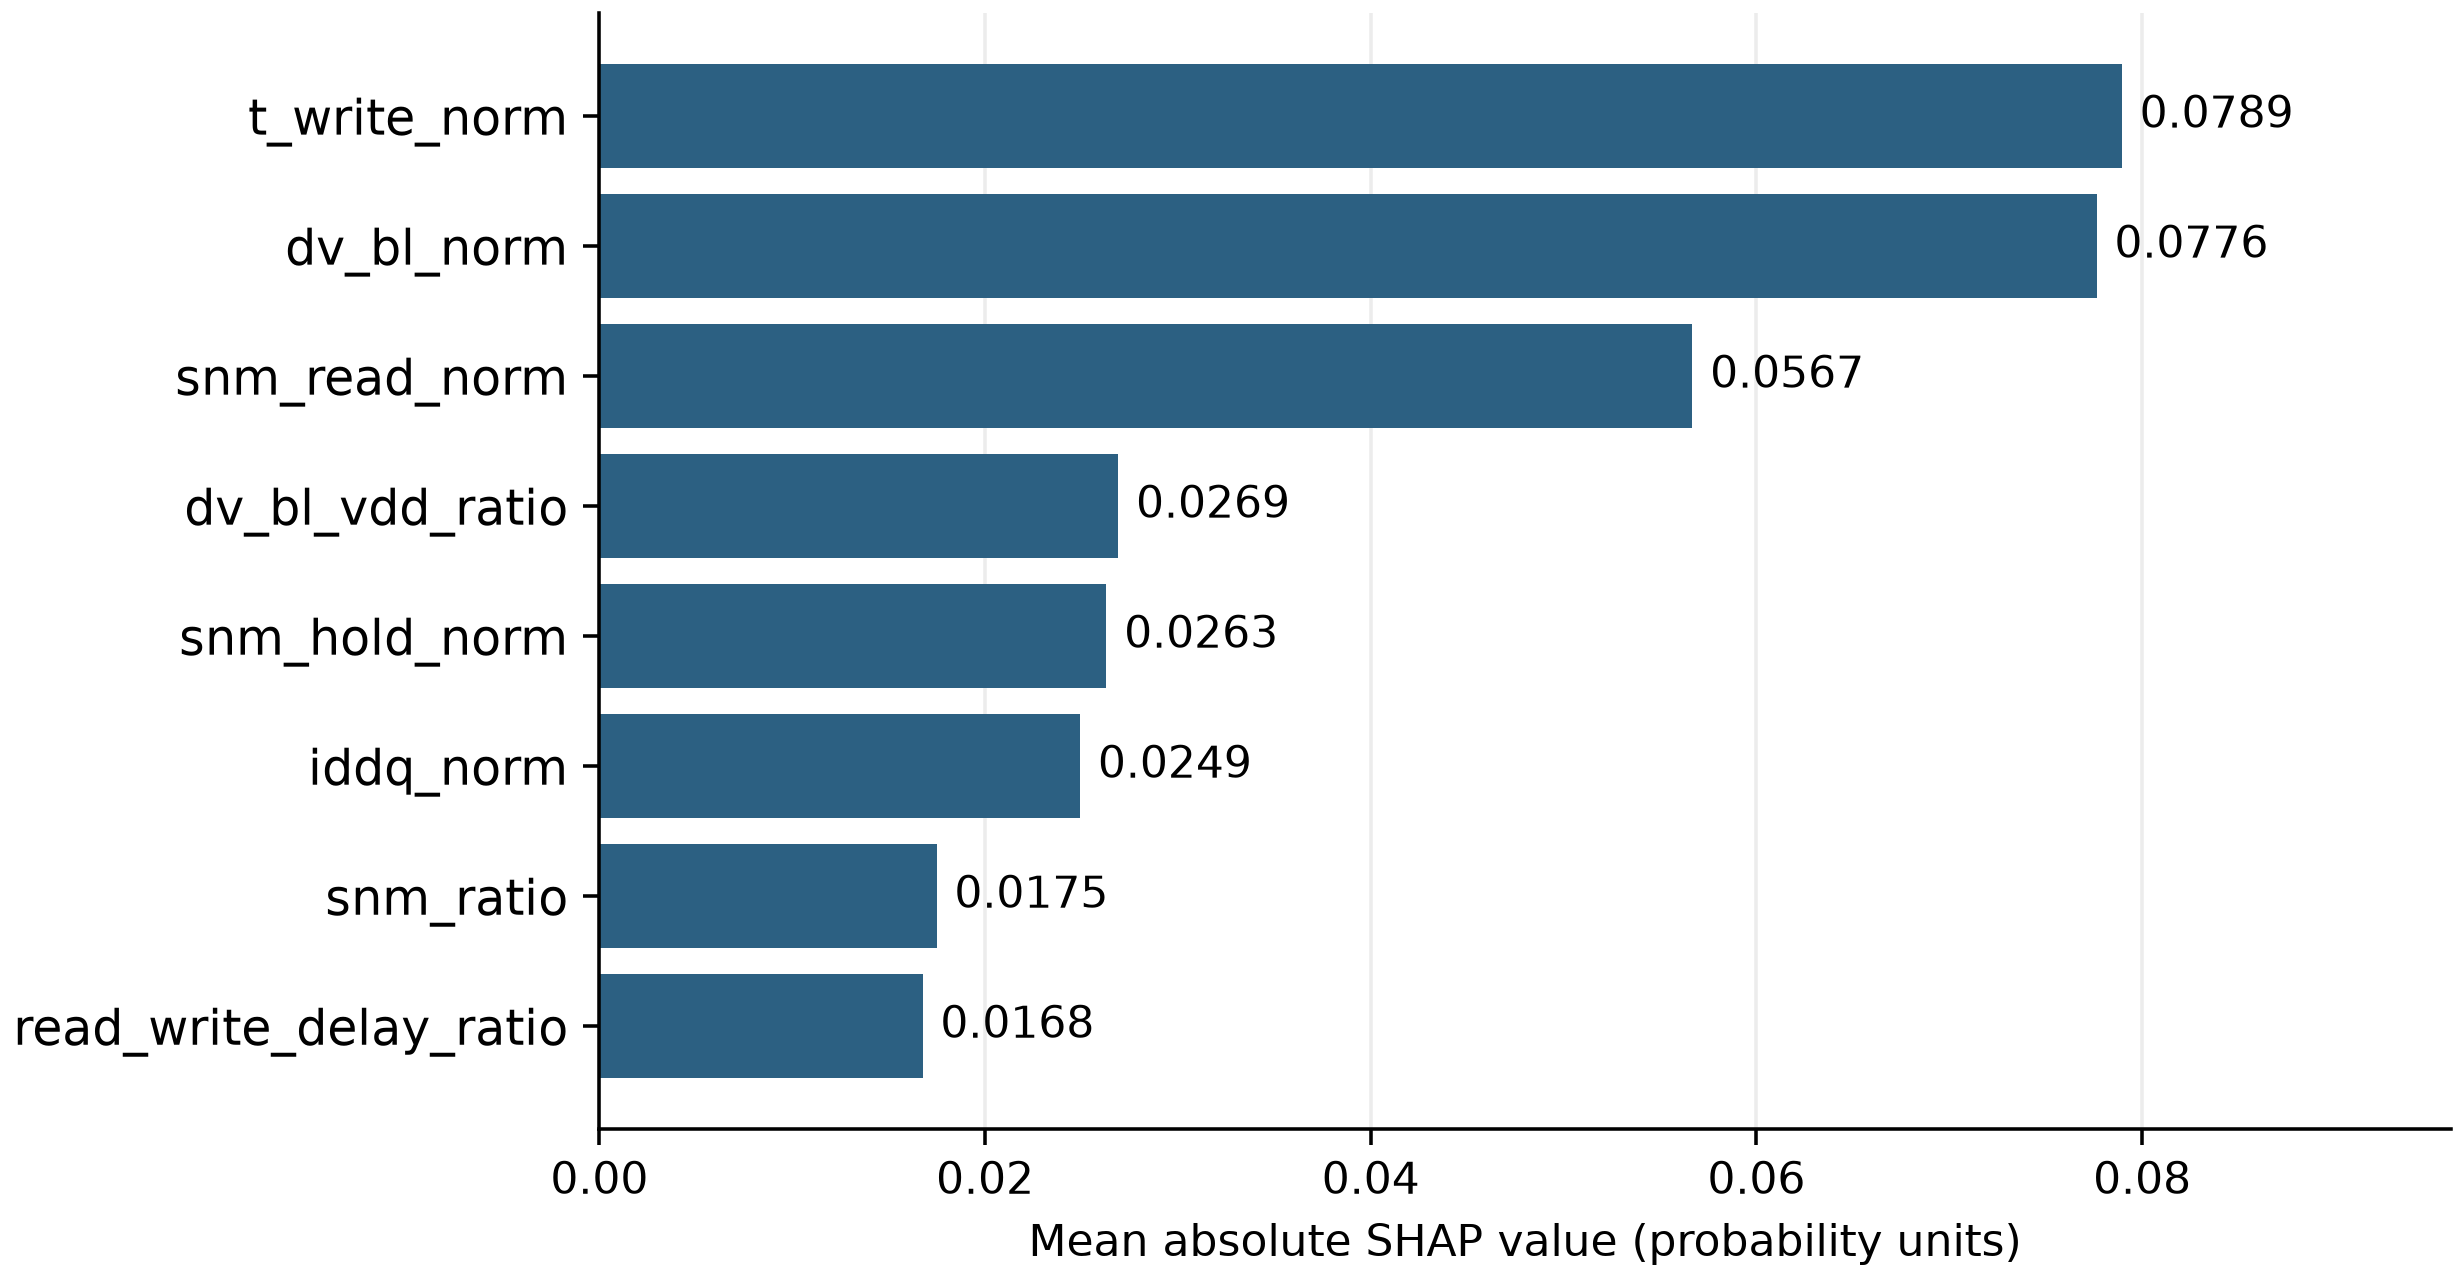 t_write_norm 0.0789
dv_bl_norm 0.0776
snm_read_norm 0.0567
dv_bl_vdd_ratio 0.0269
snm_hold_norm 0.0263
iddq_norm 0.0249
snm_ratio 0.0175
read_write_delay_ratio 0.0168
0.00 0.02 0.04 0.06 0.08
Mean absolute SHAP value (probability units)